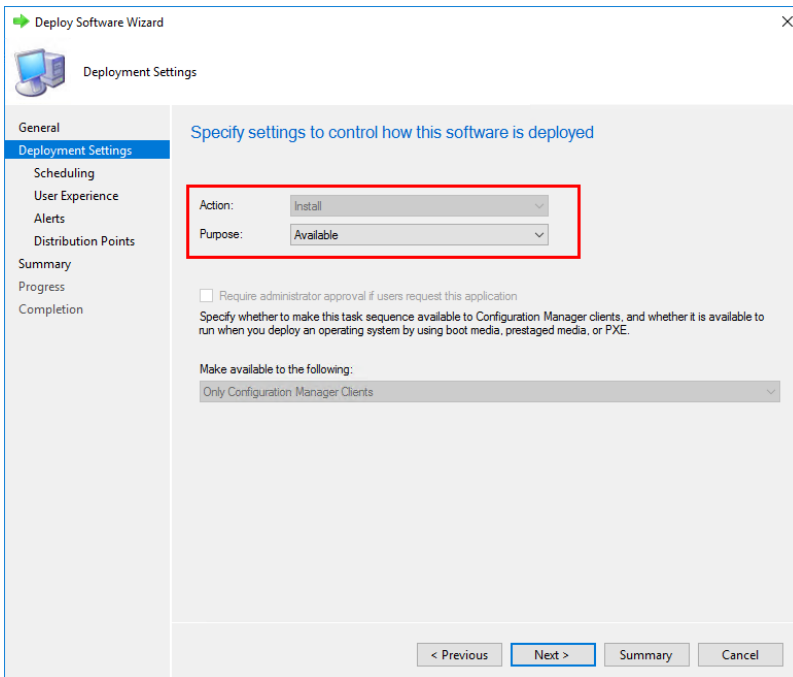 Deploy Software Wizard
Deployment Settings
General
Deployment Settings
Scheduling
User Experience
Alerts
Distribution Points
Summary
Progress
Completion
Specify settings to control how this software is deployed
Action: Install
Purpose: Available
Require administrator approval if users request this application
Specify whether to make this task sequence available to Configuration Manager clients, and whether it is available to
run when you deploy an operating system by using boot media, prestaged media, or PXE.
Make available to the following:
Only Configuration Manager Clients
< Previous Next > Summary Cancel